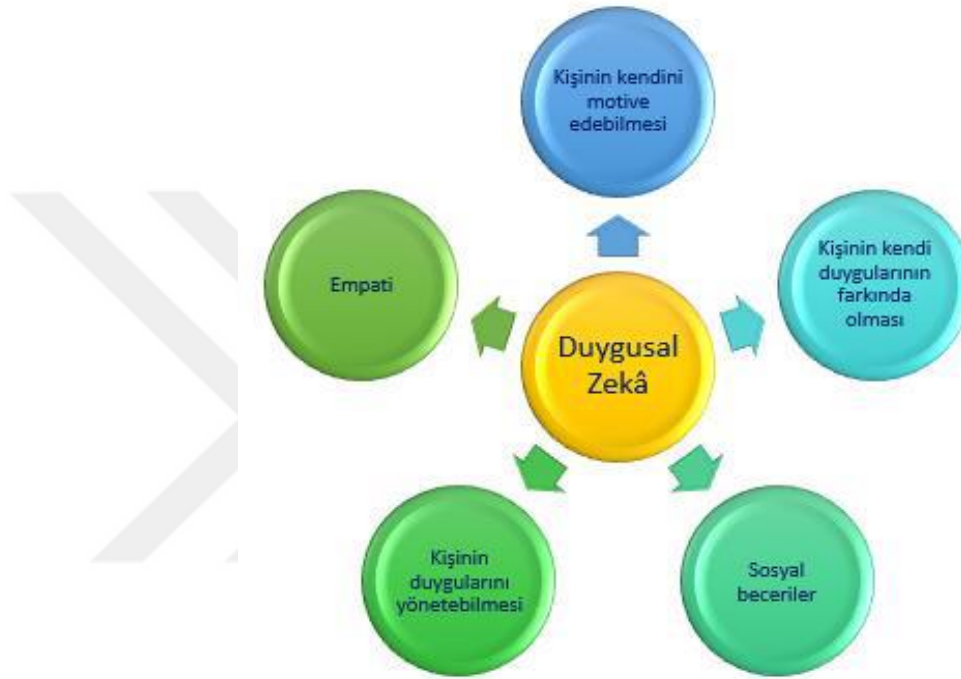 Kişinin kendini
motive
edebilmesi
Kişinin kendi
duygularının
farkında
olması
Empati
Duygusal
Zekâ
Kişinin
duygularını
yönetebilmesi
Sosyal
beceriler